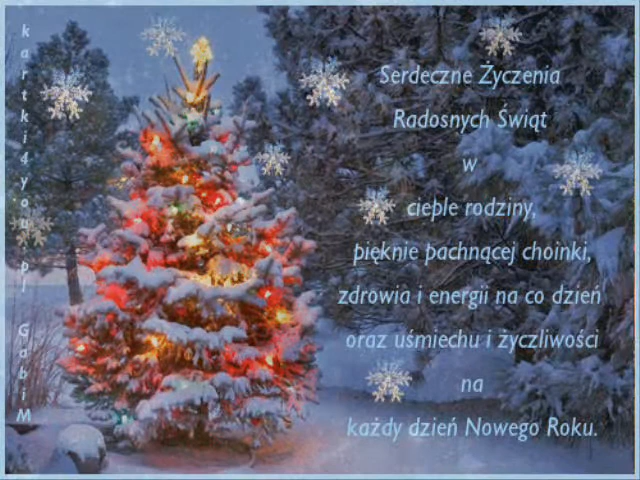 Serdeczne Życzenia
Radosnych Świąt
w
cieple rodziny,
pięknie pachnącej choinki,
zdrowia i energii na co dzień
oraz uśmiechu i życzliwości
na
każdy dzień Nowego Roku.
kartki4you.pl GabiM